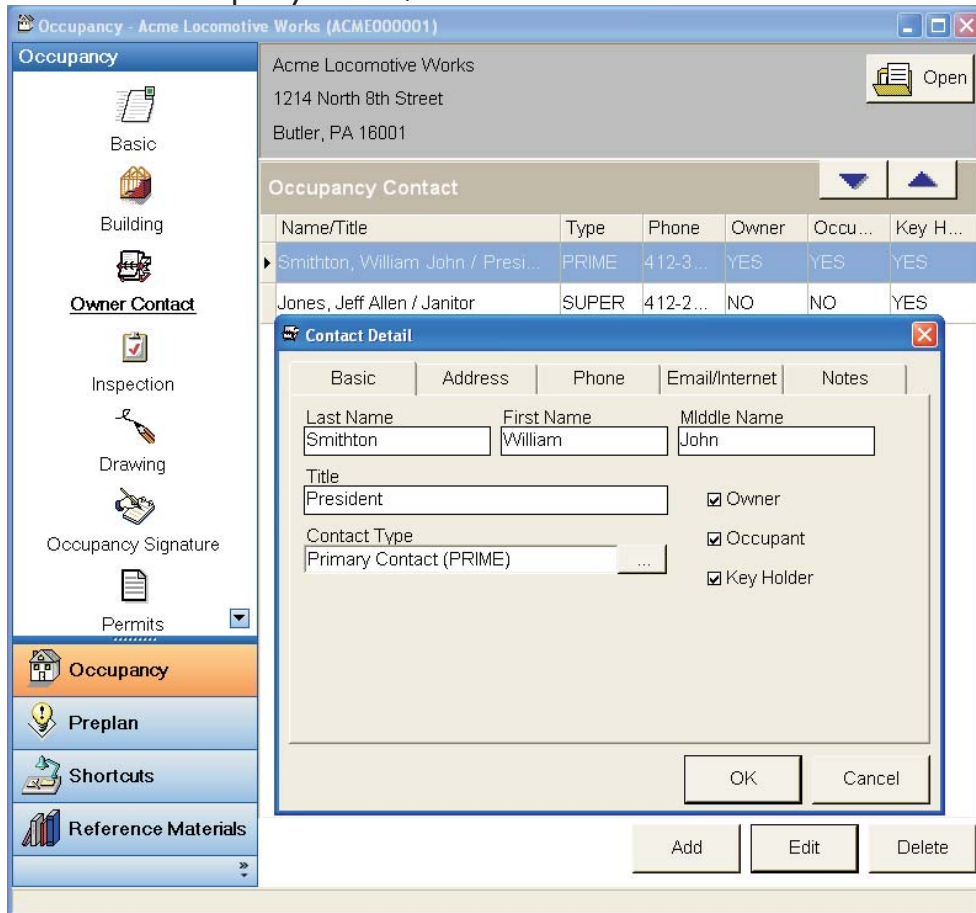 Occupancy - Acme Locomotive Works (ACME000001)
Occupancy
Basic
Building
Owner Contact
Inspection
Drawing
Occupancy Signature
Permits
Occupancy
Preplan
Shortcuts
Reference Materials
»
Acme Locomotive Works
1214 North 8th Street
Butler, PA 16001
Open
Occupancy Contact
Name/Title Type Phone Owner Occu... Key H...
Smithton, William John / Presi... PRIME 412-3... YES YES YES
Jones, Jeff Allen / Janitor SUPER 412-2... NO NO YES
Contact Detail
Basic Address Phone Email/Internet Notes
Last Name First Name Middle Name
Smithton William John
Title
President
Owner
Contact Type
Occupant
Primary Contact (PRIME) ...
Key Holder
OK Cancel
Add Edit Delete